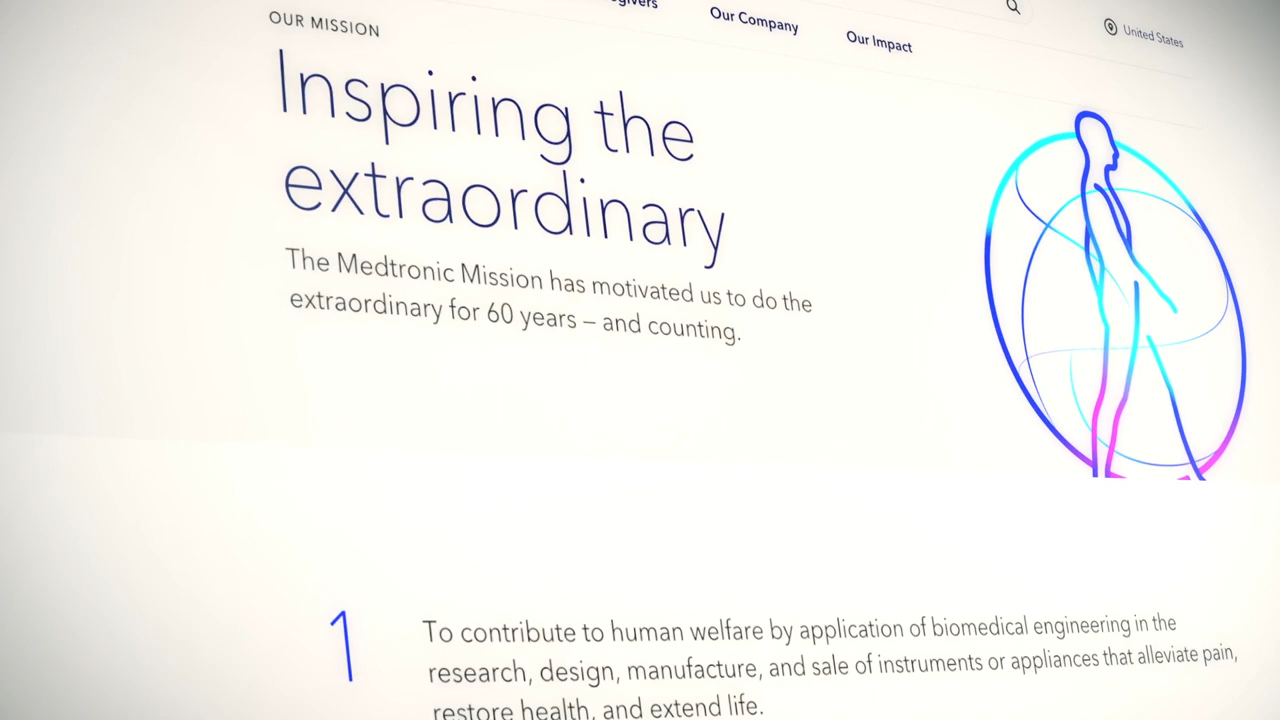 Our Company
Our Impact
United States
OUR MISSION
Inspiring the
extraordinary
The Medtronic Mission has motivated us to do the
extraordinary for 60 years – and counting.
1
To contribute to human welfare by application of biomedical engineering in the
research, design, manufacture, and sale of instruments or appliances that alleviate pain,
restore health, and extend life.